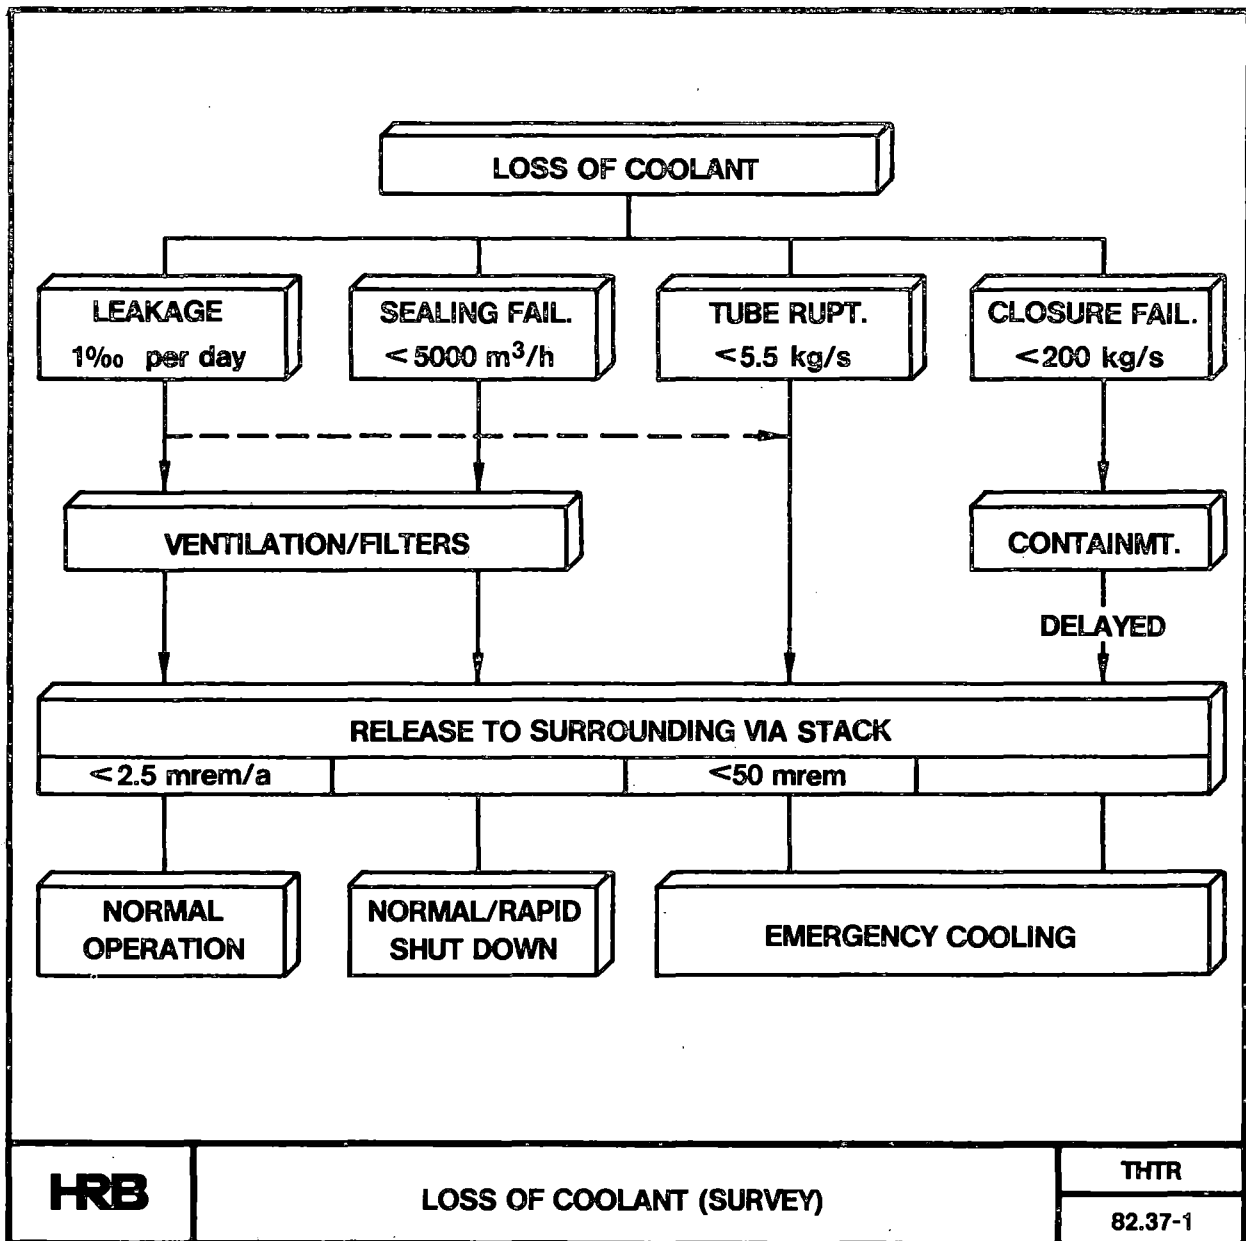 LOSS OF COOLANT
LEAKAGE
1‰ per day
SEALING FAIL.
<5000 m³/h
TUBE RUPT.
<5.5 kg/s
CLOSURE FAIL.
<200 kg/s
VENTILATION/FILTERS
CONTAINMT.
DELAYED
RELEASE TO SURROUNDING VIA STACK
<2.5 mrem/a
<50 mrem
NORMAL
OPERATION
NORMAL/RAPID
SHUT DOWN
EMERGENCY COOLING
HRB
LOSS OF COOLANT (SURVEY)
THTR
82.37-1